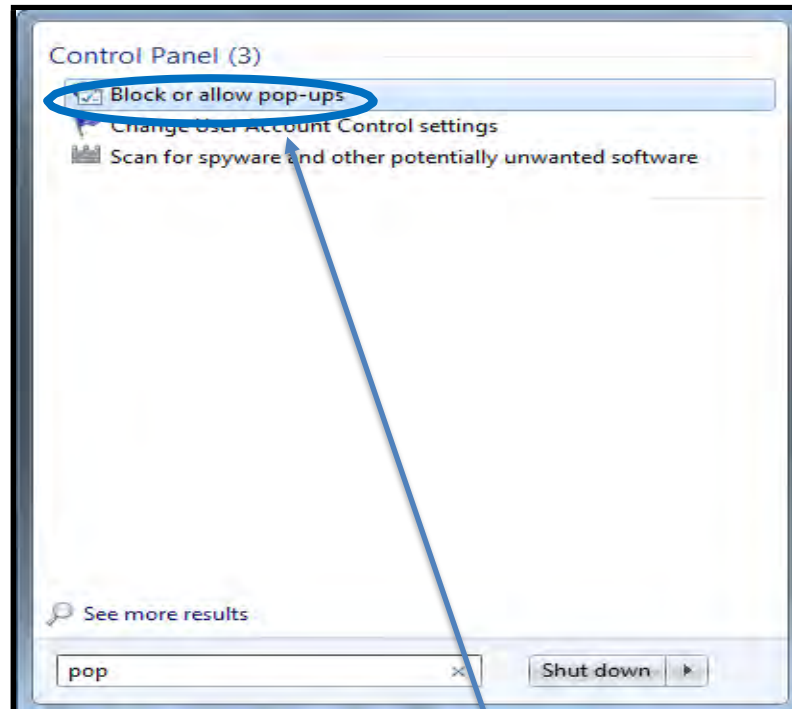 Control Panel (3)
Block or allow pop-ups
Change User Account Control settings
Scan for spyware and other potentially unwanted software
See more results
pop
Shut down